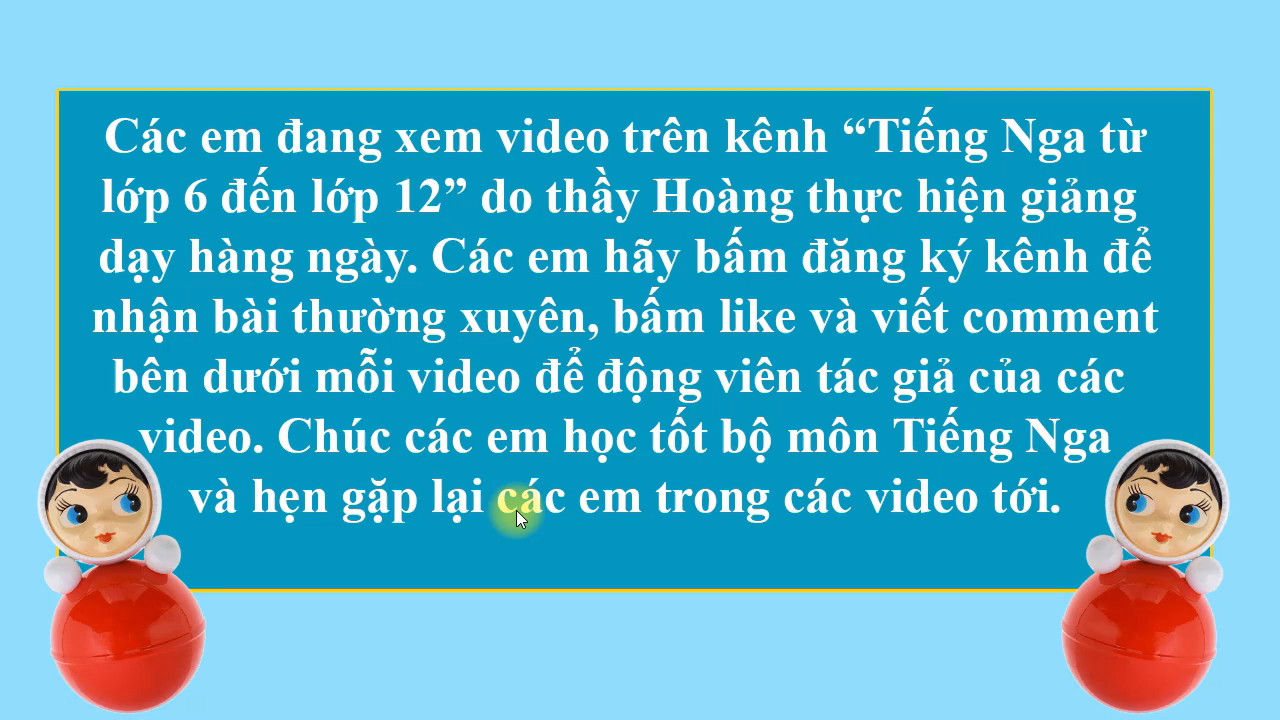 Các em đang xem video trên kênh “Tiếng Nga từ
lớp 6 đến lớp 12” do thầy Hoàng thực hiện giảng
dạy hàng ngày. Các em hãy bấm đăng ký kênh để
nhận bài thường xuyên, bấm like và viết comment
bên dưới mỗi video để động viên tác giả của các
video. Chúc các em học tốt bộ môn Tiếng Nga
và hẹn gặp lại các em trong các video tới.